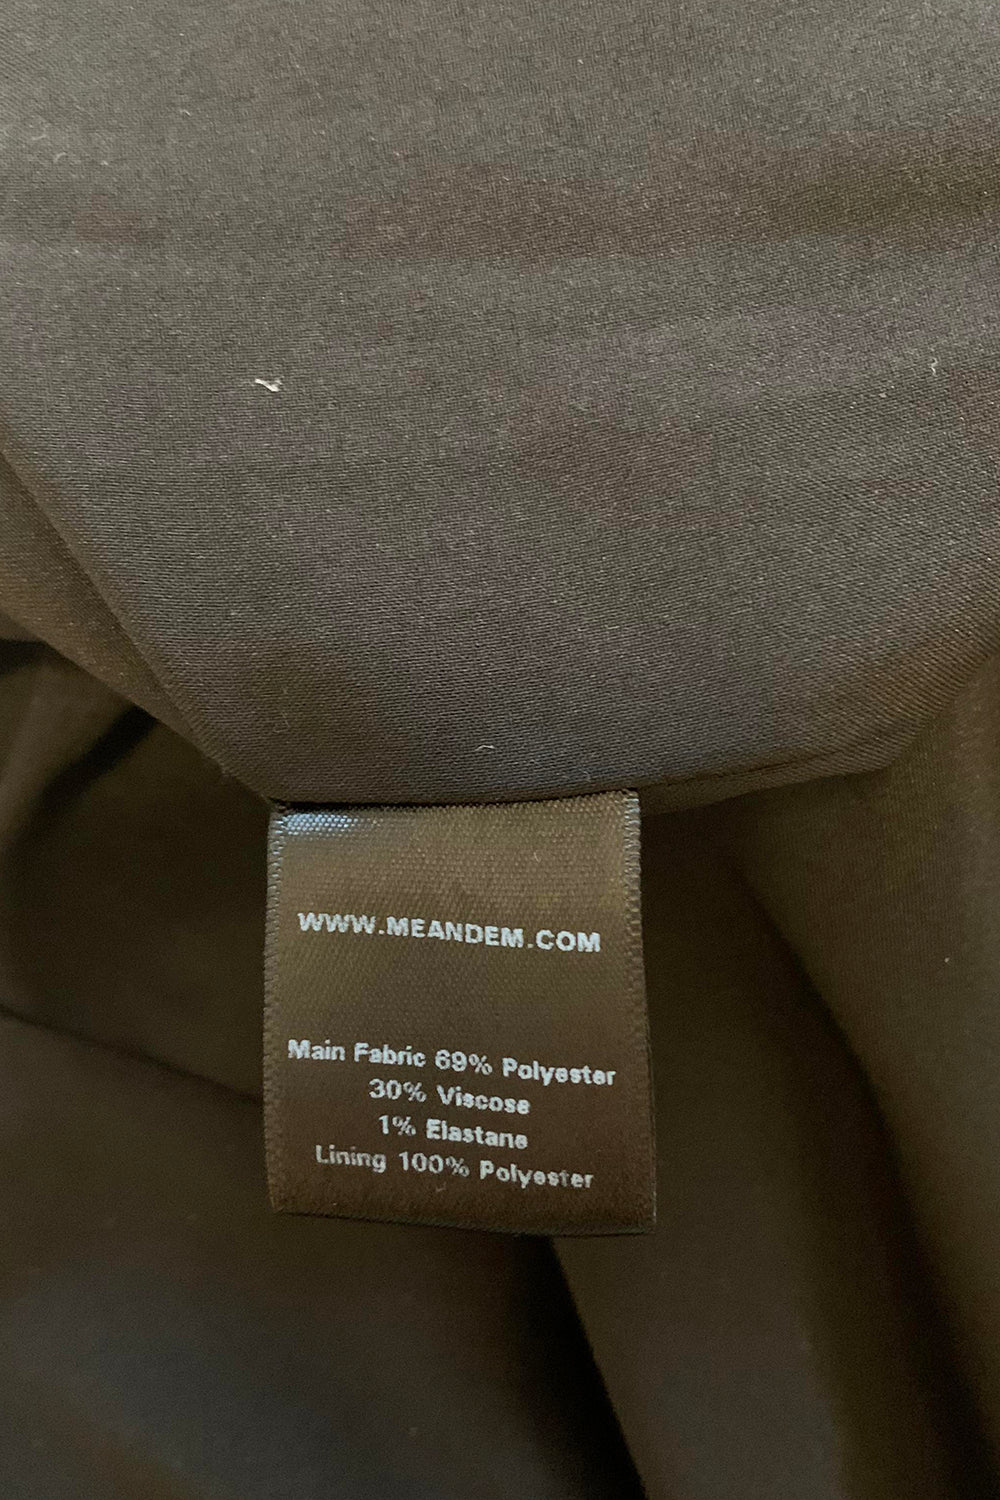 WWW.MEANDEM.COM
Main Fabric 69% Polyester
30% Viscose
1% Elastane
Lining 100% Polyester